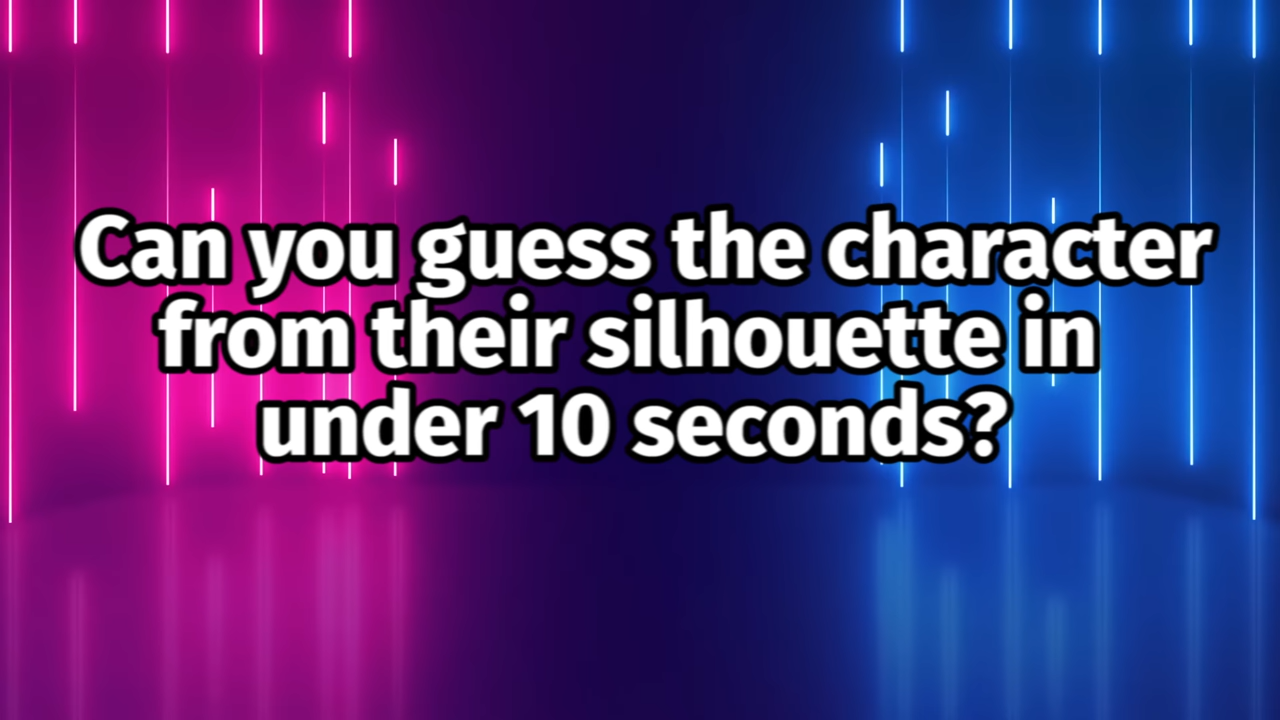 Can you guess the character
from their silhouette in
under 10 seconds?